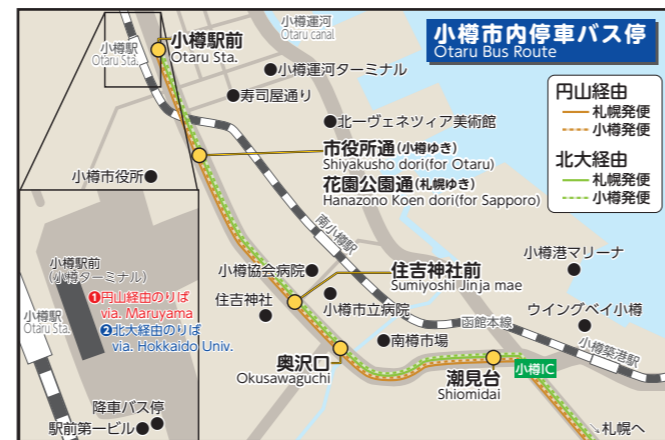 小樽市内停車バス停
Otaru Bus Route
円山経由
札幌発便
小樽発便
北大経由
札幌発便
小樽発便
小樽運河
Otaru canal
小樽駅
Otaru Sta.
小樽駅前
Otaru Sta.
小樽運河ターミナル
寿司屋通り
北一ヴェネツィア美術館
市役所通(小樽ゆき)
Shiyakusho dori(for Otaru)
花園公園通(札幌ゆき)
Hanazono Koen dori(for Sapporo)
小樽市役所
南小樽駅
小樽協会病院
住吉神社
住吉神社前
Sumiyoshi Jinja mae
小樽市立病院
小樽港マリーナ
ウイングベイ小樽
函館本線
小樽築港駅
南樽市場
奥沢口
Okusawaguchi
潮見台
Shiomidai
小樽IC
札幌へ
小樽駅前
(小樽ターミナル)
❶円山経由のりば
via. Maruyama
❷北大経由のりば
via. Hokkaido Univ.
小樽駅
Otaru Sta.
降車バス停
駅前第一ビル